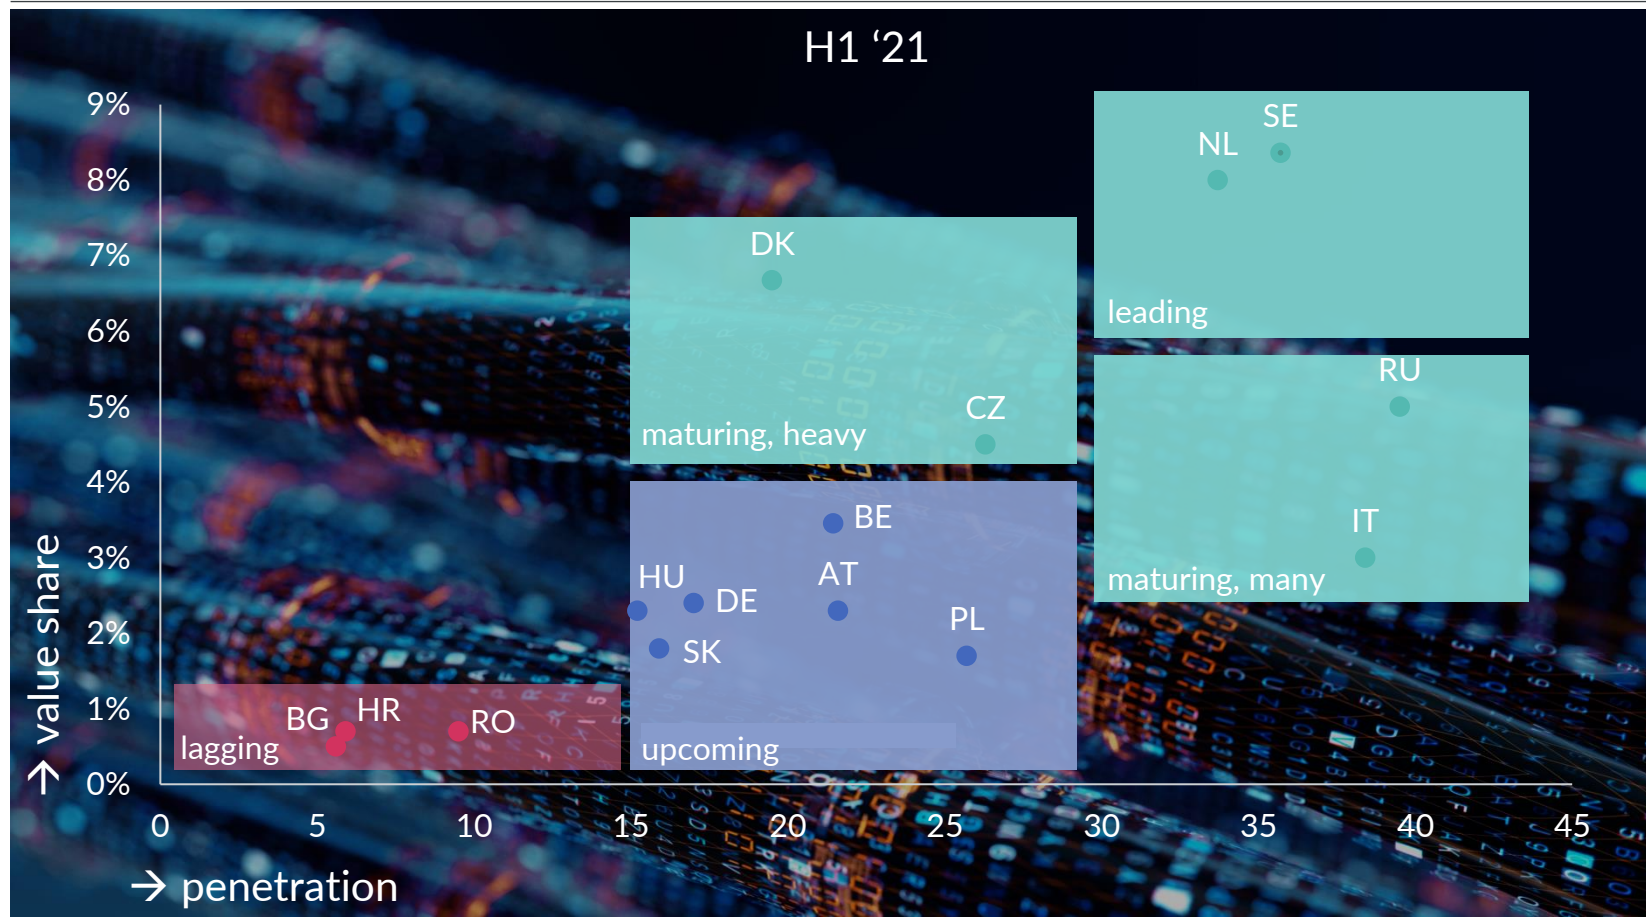 H1 ‘21
9%
8%
7%
6%
5%
4%
3%
2%
1%
0%
→ value share
SE
NL
leading
DK
CZ
maturing, heavy
RU
IT
maturing, many
BE
HU
AT
DE
PL
SK
upcoming
BG
HR
RO
lagging
0 5 10 15 20 25 30 35 40 45
→ penetration